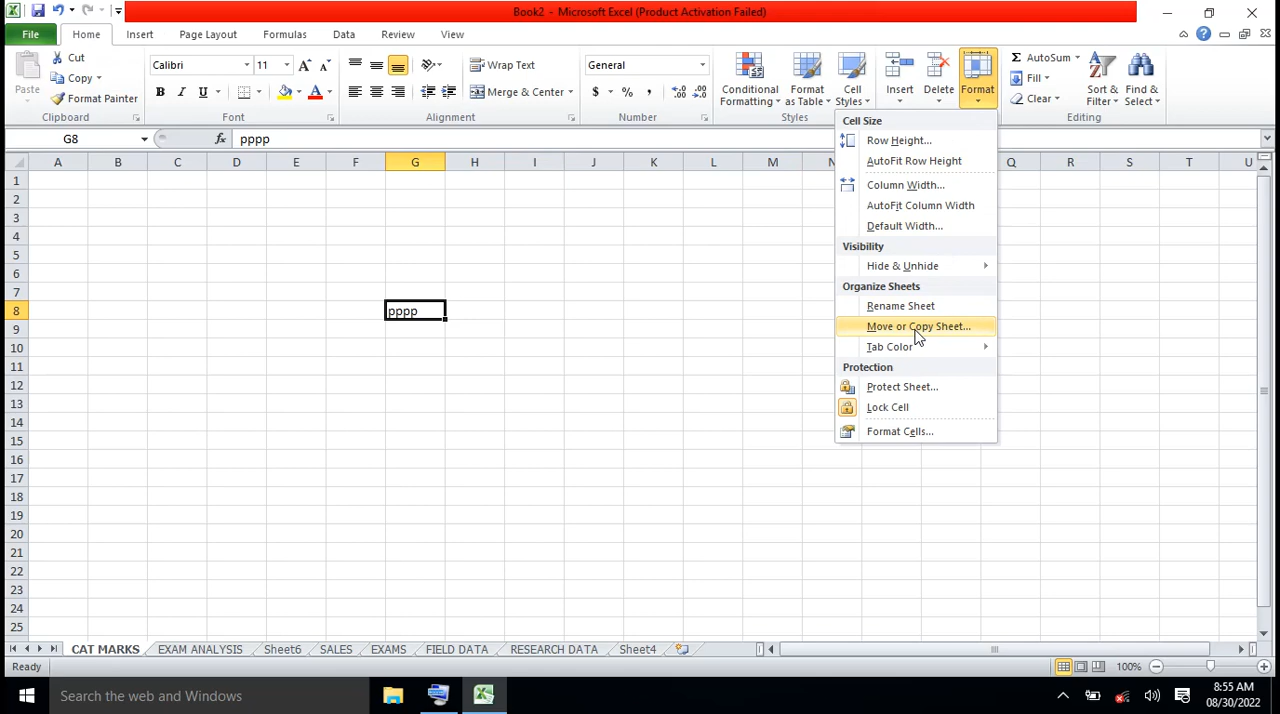 Book2 - Microsoft Excel (Product Activation Failed)
File Home Insert Page Layout Formulas Data Review View
Paste
Cut
Copy
Format Painter
Clipboard
Calibri 11
Font
Wrap Text
Merge & Center
Alignment
General
Number
Conditional Formatting
Format as Table
Cell Styles
Styles
Insert Delete Format
AutoSum
Fill
Clear
Sort & Filter
Find & Select
Editing
G8 fx pppp
A B C D E F G H I J K L M N Q R S T U
Cell Size
Row Height...
AutoFit Row Height
Column Width...
AutoFit Column Width
Default Width...
Visibility
Hide & Unhide
Organize Sheets
Rename Sheet
Move or Copy Sheet...
Tab Color
Protection
Protect Sheet...
Lock Cell
Format Cells...
1
2
3
4
5
6
7
8 pppp
9
10
11
12
13
14
15
16
17
18
19
20
21
22
23
24
25
CAT MARKS EXAM ANALYSIS Sheet6 SALES EXAMS FIELD DATA RESEARCH DATA Sheet4
Ready 100%
Search the web and Windows
8:55 AM
08/30/2022